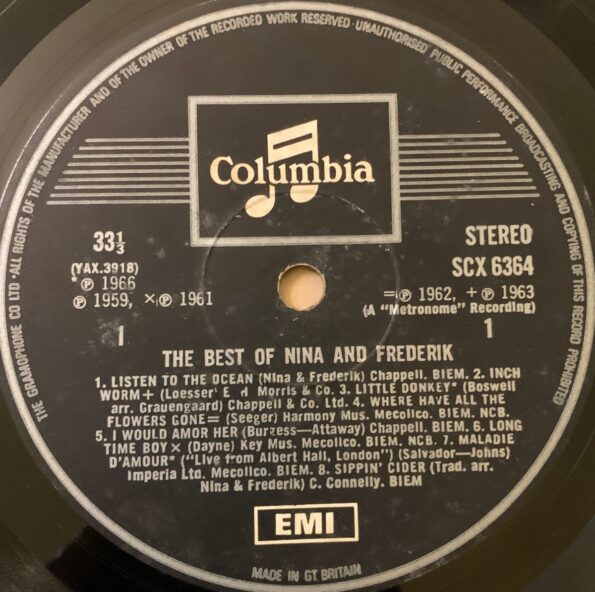 THE GRAMOPHONE CO LTD · ALL RIGHTS OF THE MANUFACTURER AND OF THE OWNER OF THE RECORDED WORK RESERVED · UNAUTHORISED PUBLIC PERFORMANCE BROADCASTING AND COPYING OF THIS RECORD PROHIBITED
Columbia
33⅓
STEREO
(YAX.3918)
SCX 6364
*℗ 1966
=℗ 1962, +℗ 1963
℗ 1959, ×℗ 1961
(A "Metronome" Recording)
1
1
THE BEST OF NINA AND FREDERIK
1. LISTEN TO THE OCEAN (Nina & Frederik) Chappell. BIEM. 2. INCH
WORM+ (Loesser Morris & Co. 3. LITTLE DONKEY* (Boswell
arr. Grauengaard) Chappell & Co. Ltd. 4. WHERE HAVE ALL THE
FLOWERS GONE= (Seeger) Harmony Mus. Mecolico. BIEM. NCB.
5. I WOULD AMOR HER (Burgess-Attaway) Chappell. BIEM. 6. LONG
TIME BOY× (Dayne) Key Mus. Mecolico. BIEM. NCB. 7. MALADIE
D'AMOUR* ("Live from Albert Hall, London") (Salvador-Johns)
Imperia Ltd. Mecolico. BIEM. 8. SIPPIN' CIDER (Trad. arr.
Nina & Frederik) C. Connelly. BIEM
EMI
MADE IN GT BRITAIN